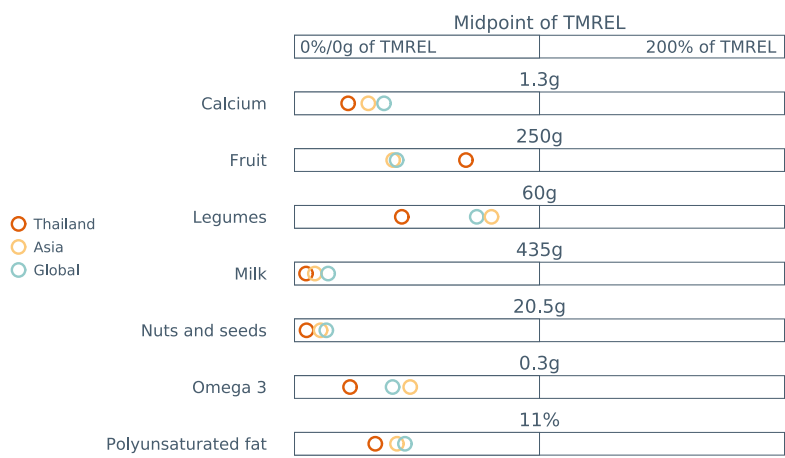 Midpoint of TMREL
0%/0g of TMREL 200% of TMREL
1.3g
Calcium
250g
Fruit
60g
Legumes
435g
Milk
20.5g
Nuts and seeds
0.3g
Omega 3
11%
Polyunsaturated fat
Thailand
Asia
Global